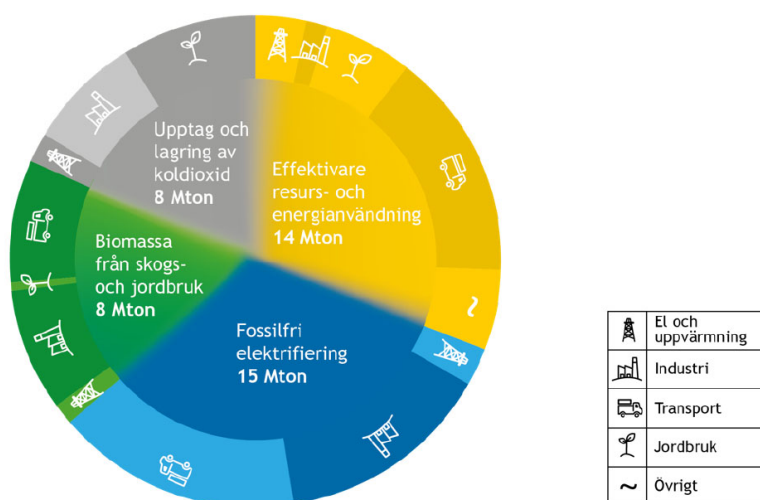 Upptag och
lagring av
koldioxid
8 Mton
Effektivare
resurs- och
energianvändning
14 Mton
Biomassa
från skogs-
och jordbruk
8 Mton
Fossilfri
elektrifiering
15 Mton
~
El och
uppvärmning
Industri
Transport
Jordbruk
~ Övrigt